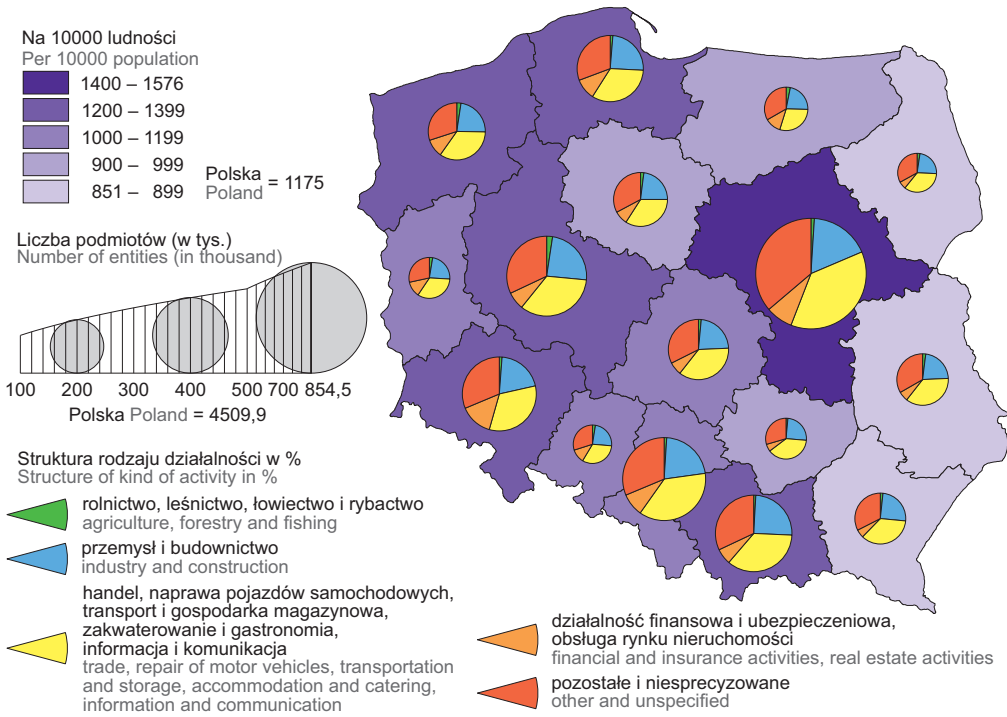 Na 10000 ludności
Per 10000 population
1400 – 1576
1200 – 1399
1000 – 1199
900 – 999
851 – 899
Polska
Poland = 1175
Liczba podmiotów (w tys.)
Number of entities (in thousand)
100 200 300 400 500 700 854,5
Polska Poland = 4509,9
Struktura rodzaju działalności w %
Structure of kind of activity in %
rolnictwo, leśnictwo, łowiectwo i rybactwo
agriculture, forestry and fishing
przemysł i budownictwo
industry and construction
handel, naprawa pojazdów samochodowych,
transport i gospodarka magazynowa,
zakwaterowanie i gastronomia,
informacja i komunikacja
trade, repair of motor vehicles, transportation
and storage, accommodation and catering,
information and communication
działalność finansowa i ubezpieczeniowa,
obsługa rynku nieruchomości
financial and insurance activities, real estate activities
pozostałe i niesprecyzowane
other and unspecified